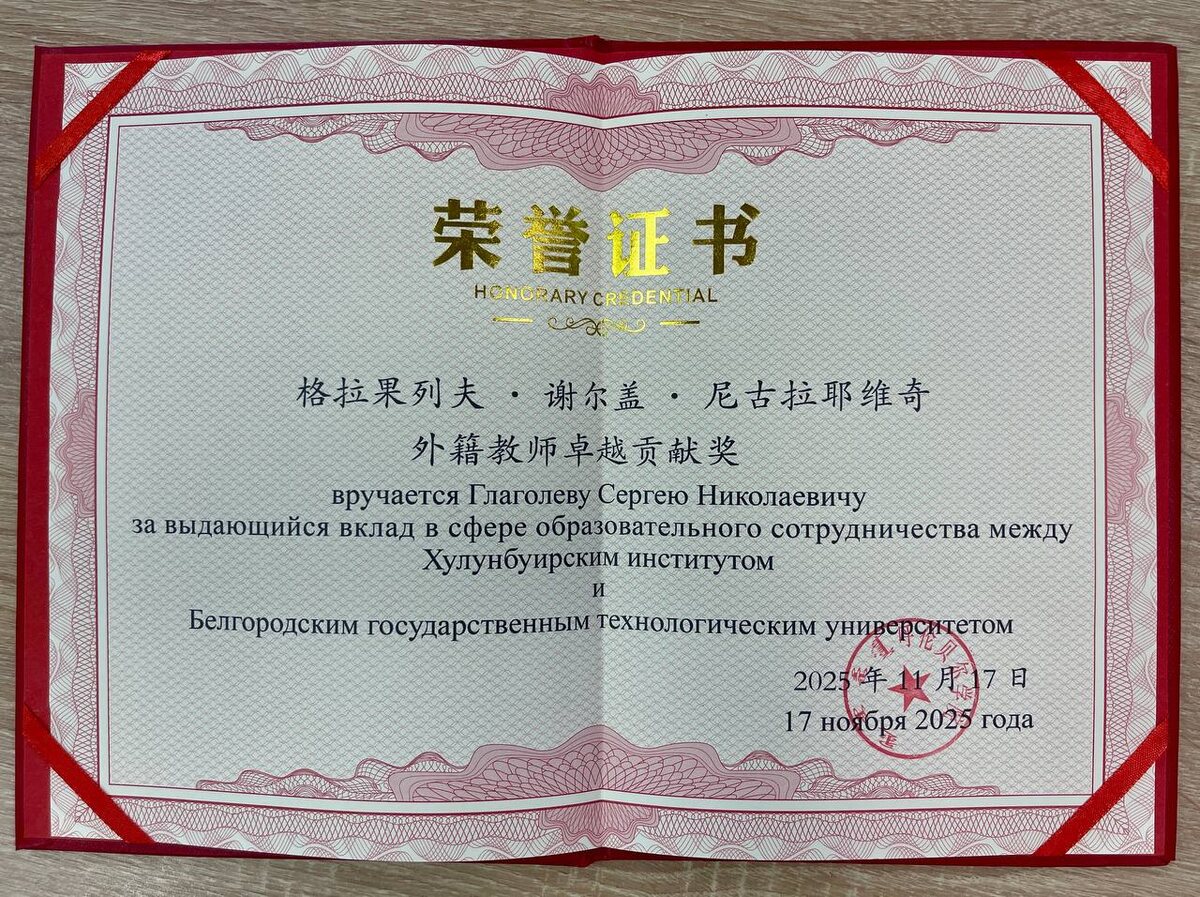 荣誉证书
HONORARY CREDENTIAL
格拉果列夫 · 谢尔盖 · 尼古拉耶维奇
外籍教师卓越贡献奖
вручается Глаголеву Сергею Николаевичу
за выдающийся вклад в сфере образовательного сотрудничества между
Хулунбуирским институтом
и
Белгородским государственным технологическим университетом
2025 年 11 月 17 日
17 ноября 2025 года